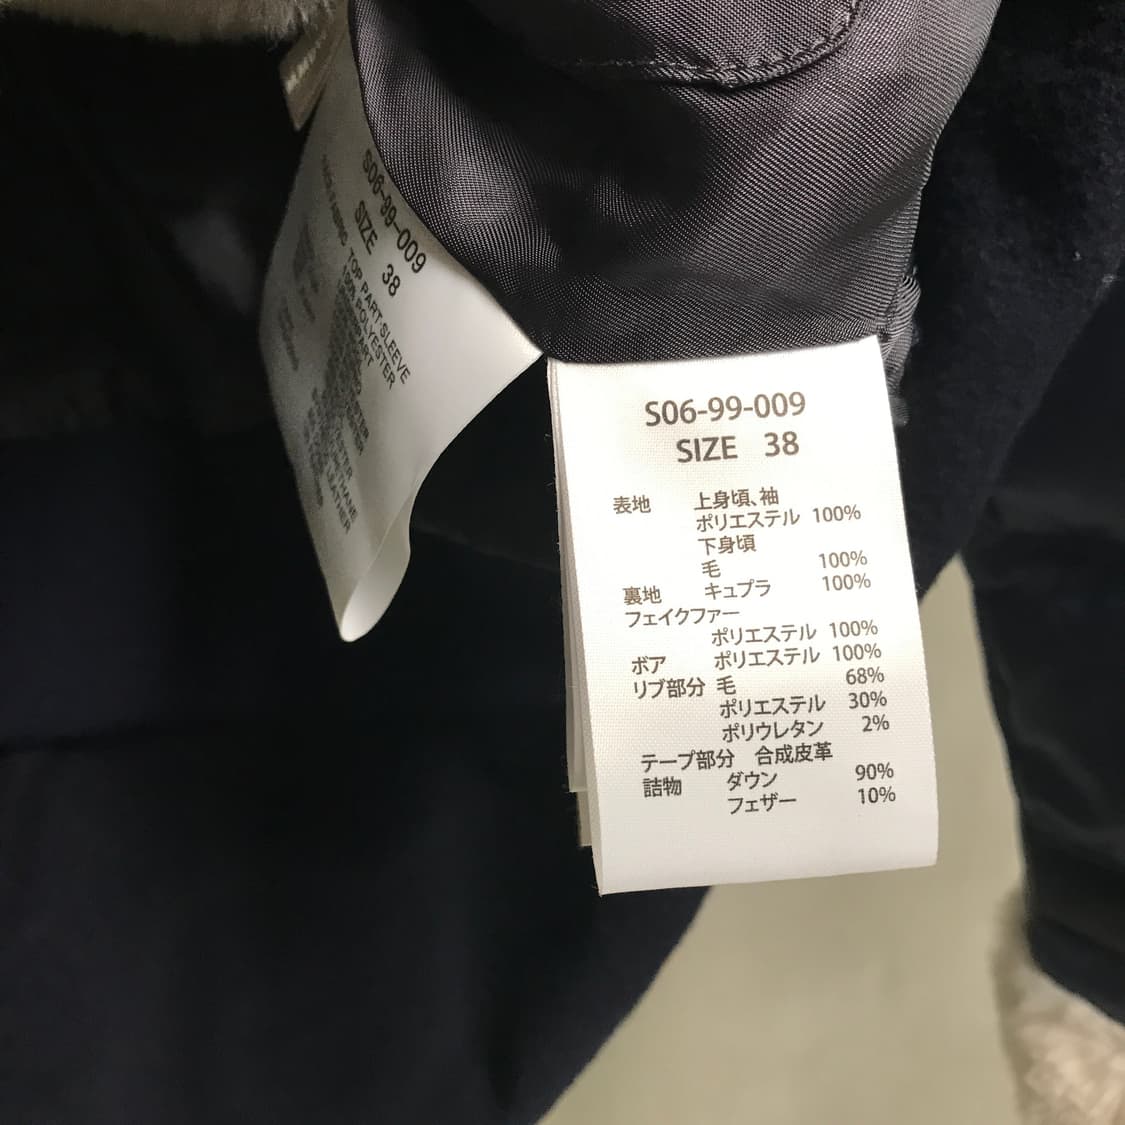 S06-99-009
SIZE 38
TOP PART·SLEEVE
100% POLYESTER
S06-99-009
SIZE 38
表地 上身頃、袖
ポリエステル 100%
下身頃
毛 100%
裏地 キュプラ 100%
フェイクファー
ポリエステル 100%
ボア ポリエステル 100%
リブ部分 毛 68%
ポリエステル 30%
ポリウレタン 2%
テープ部分 合成皮革
詰物 ダウン 90%
フェザー 10%